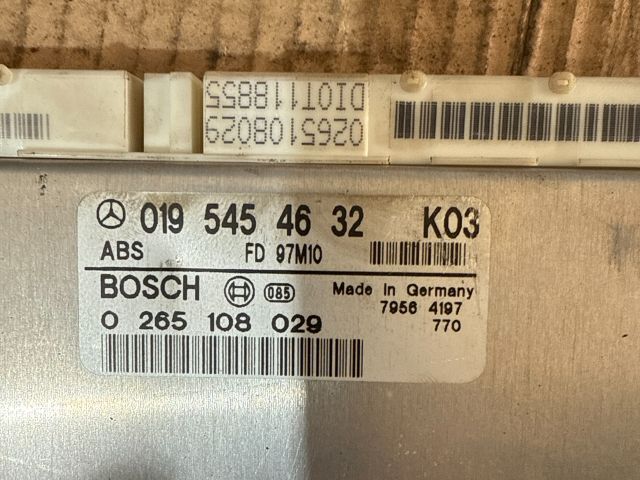 DIOT118855
0265108029
019 545 46 32 K03
ABS FD 97M10
BOSCH 085 Made in Germany
7956 4197
0 265 108 029 770